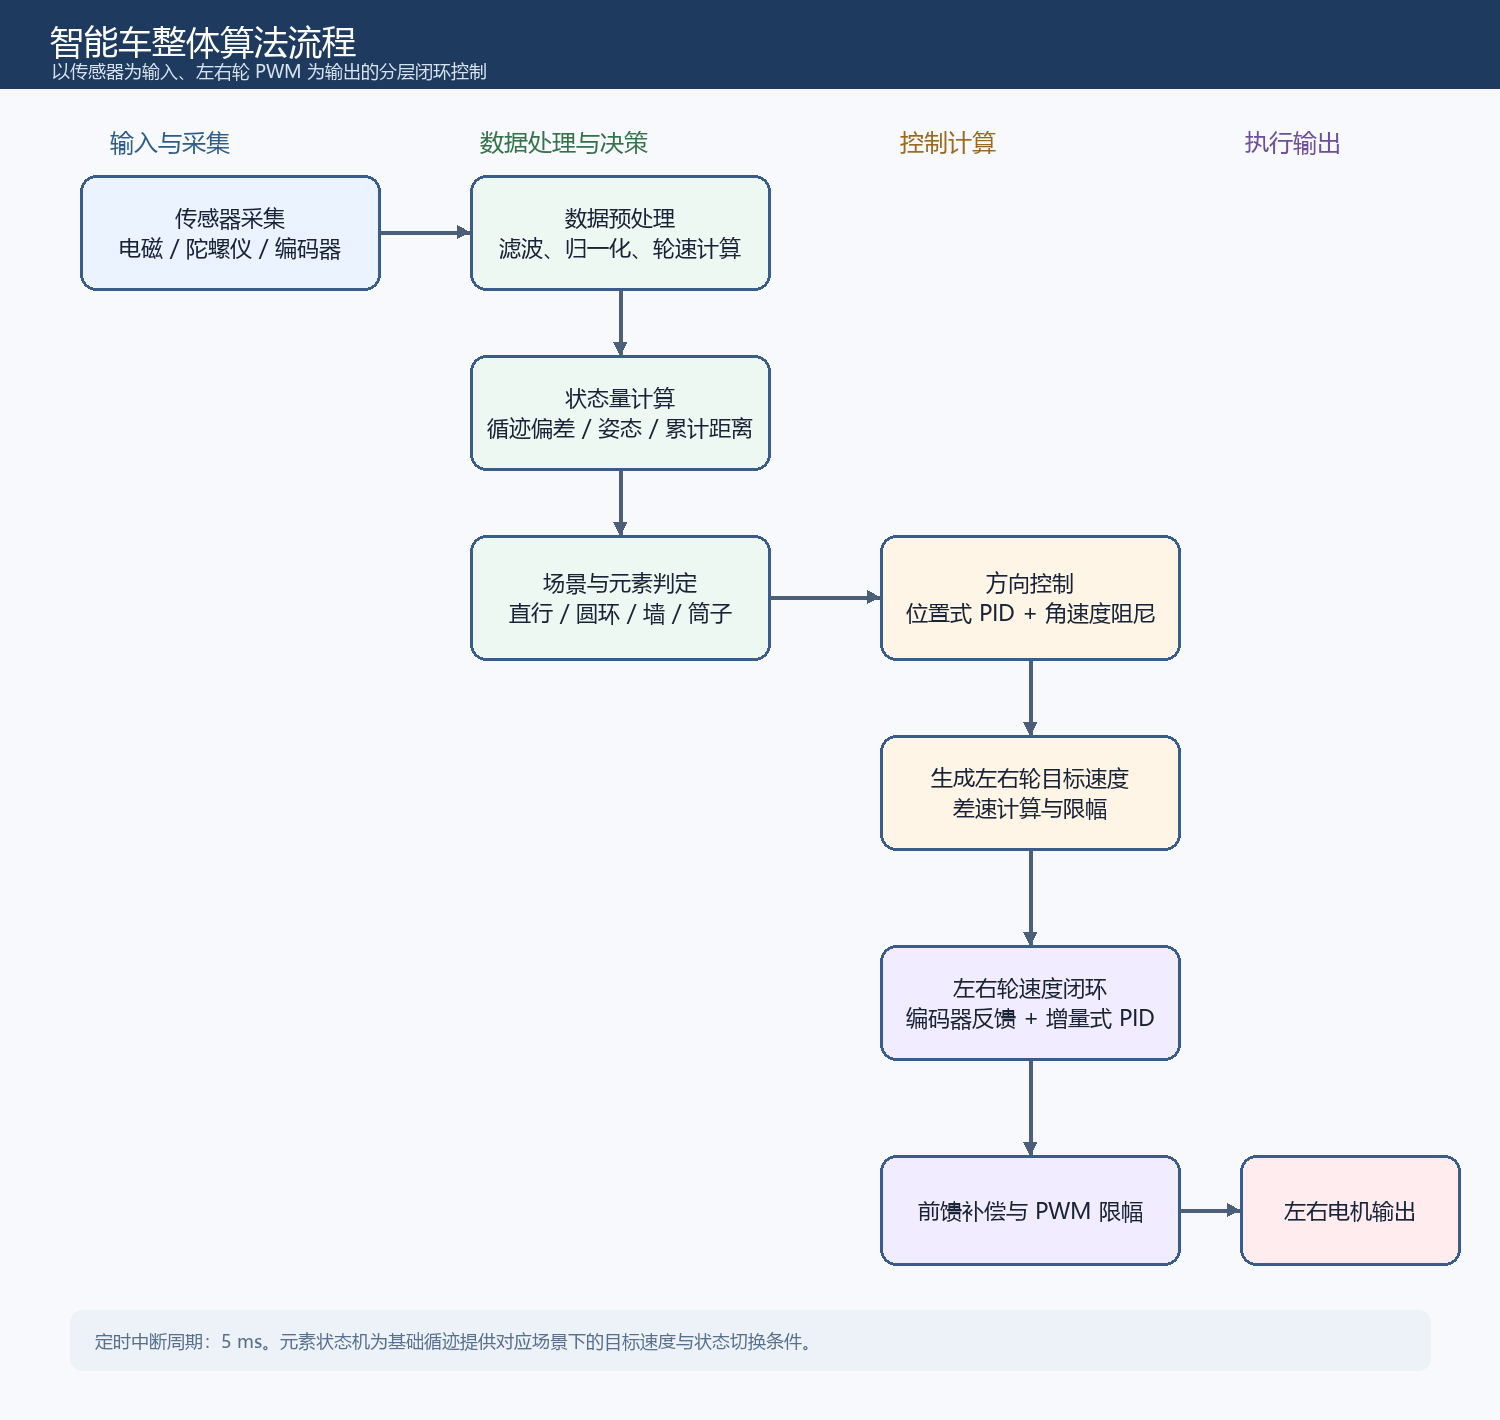 智能车整体算法流程
以传感器为输入、左右轮 PWM 为输出的分层闭环控制
输入与采集
数据处理与决策
控制计算
执行输出
传感器采集
电磁 / 陀螺仪 / 编码器
数据预处理
滤波、归一化、轮速计算
状态量计算
循迹偏差 / 姿态 / 累计距离
场景与元素判定
直行 / 圆环 / 墙 / 筒子
方向控制
位置式 PID + 角速度阻尼
生成左右轮目标速度
差速计算与限幅
左右轮速度闭环
编码器反馈 + 增量式 PID
前馈补偿与 PWM 限幅
左右电机输出
定时中断周期：5 ms。元素状态机为基础循迹提供对应场景下的目标速度与状态切换条件。